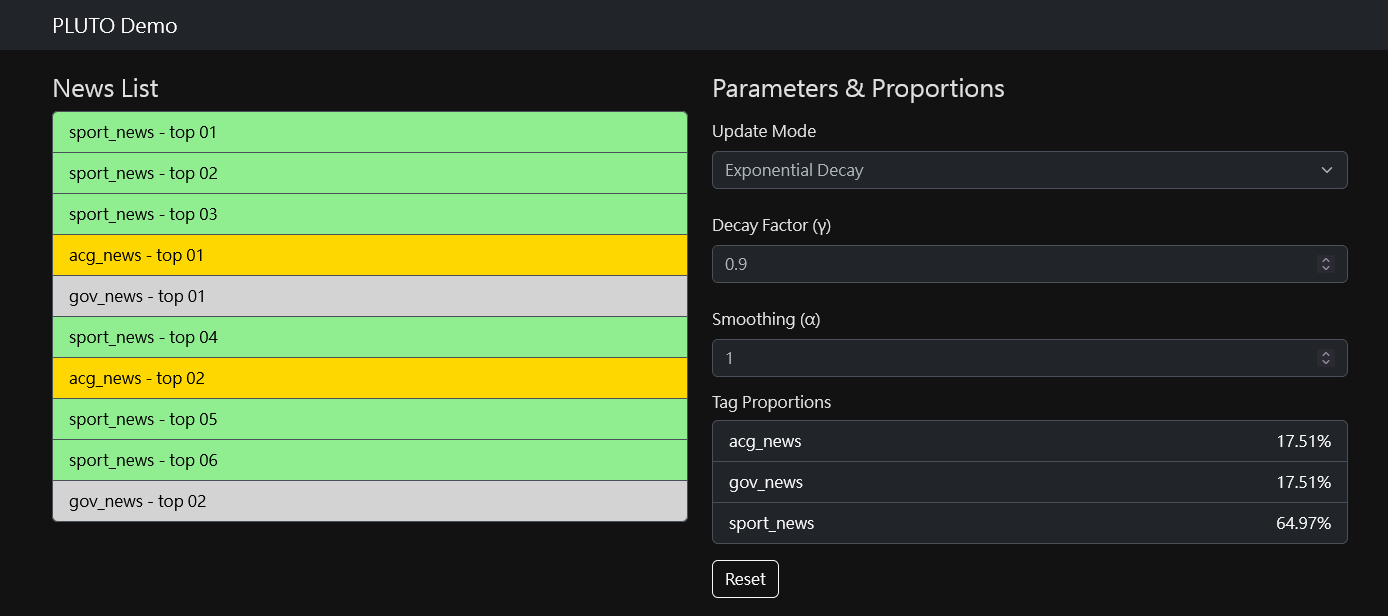 PLUTO Demo
News List
sport_news - top 01
sport_news - top 02
sport_news - top 03
acg_news - top 01
gov_news - top 01
sport_news - top 04
acg_news - top 02
sport_news - top 05
sport_news - top 06
gov_news - top 02
Parameters & Proportions
Update Mode
Exponential Decay
Decay Factor (γ)
0.9
Smoothing (α)
1
Tag Proportions
acg_news 17.51%
gov_news 17.51%
sport_news 64.97%
Reset